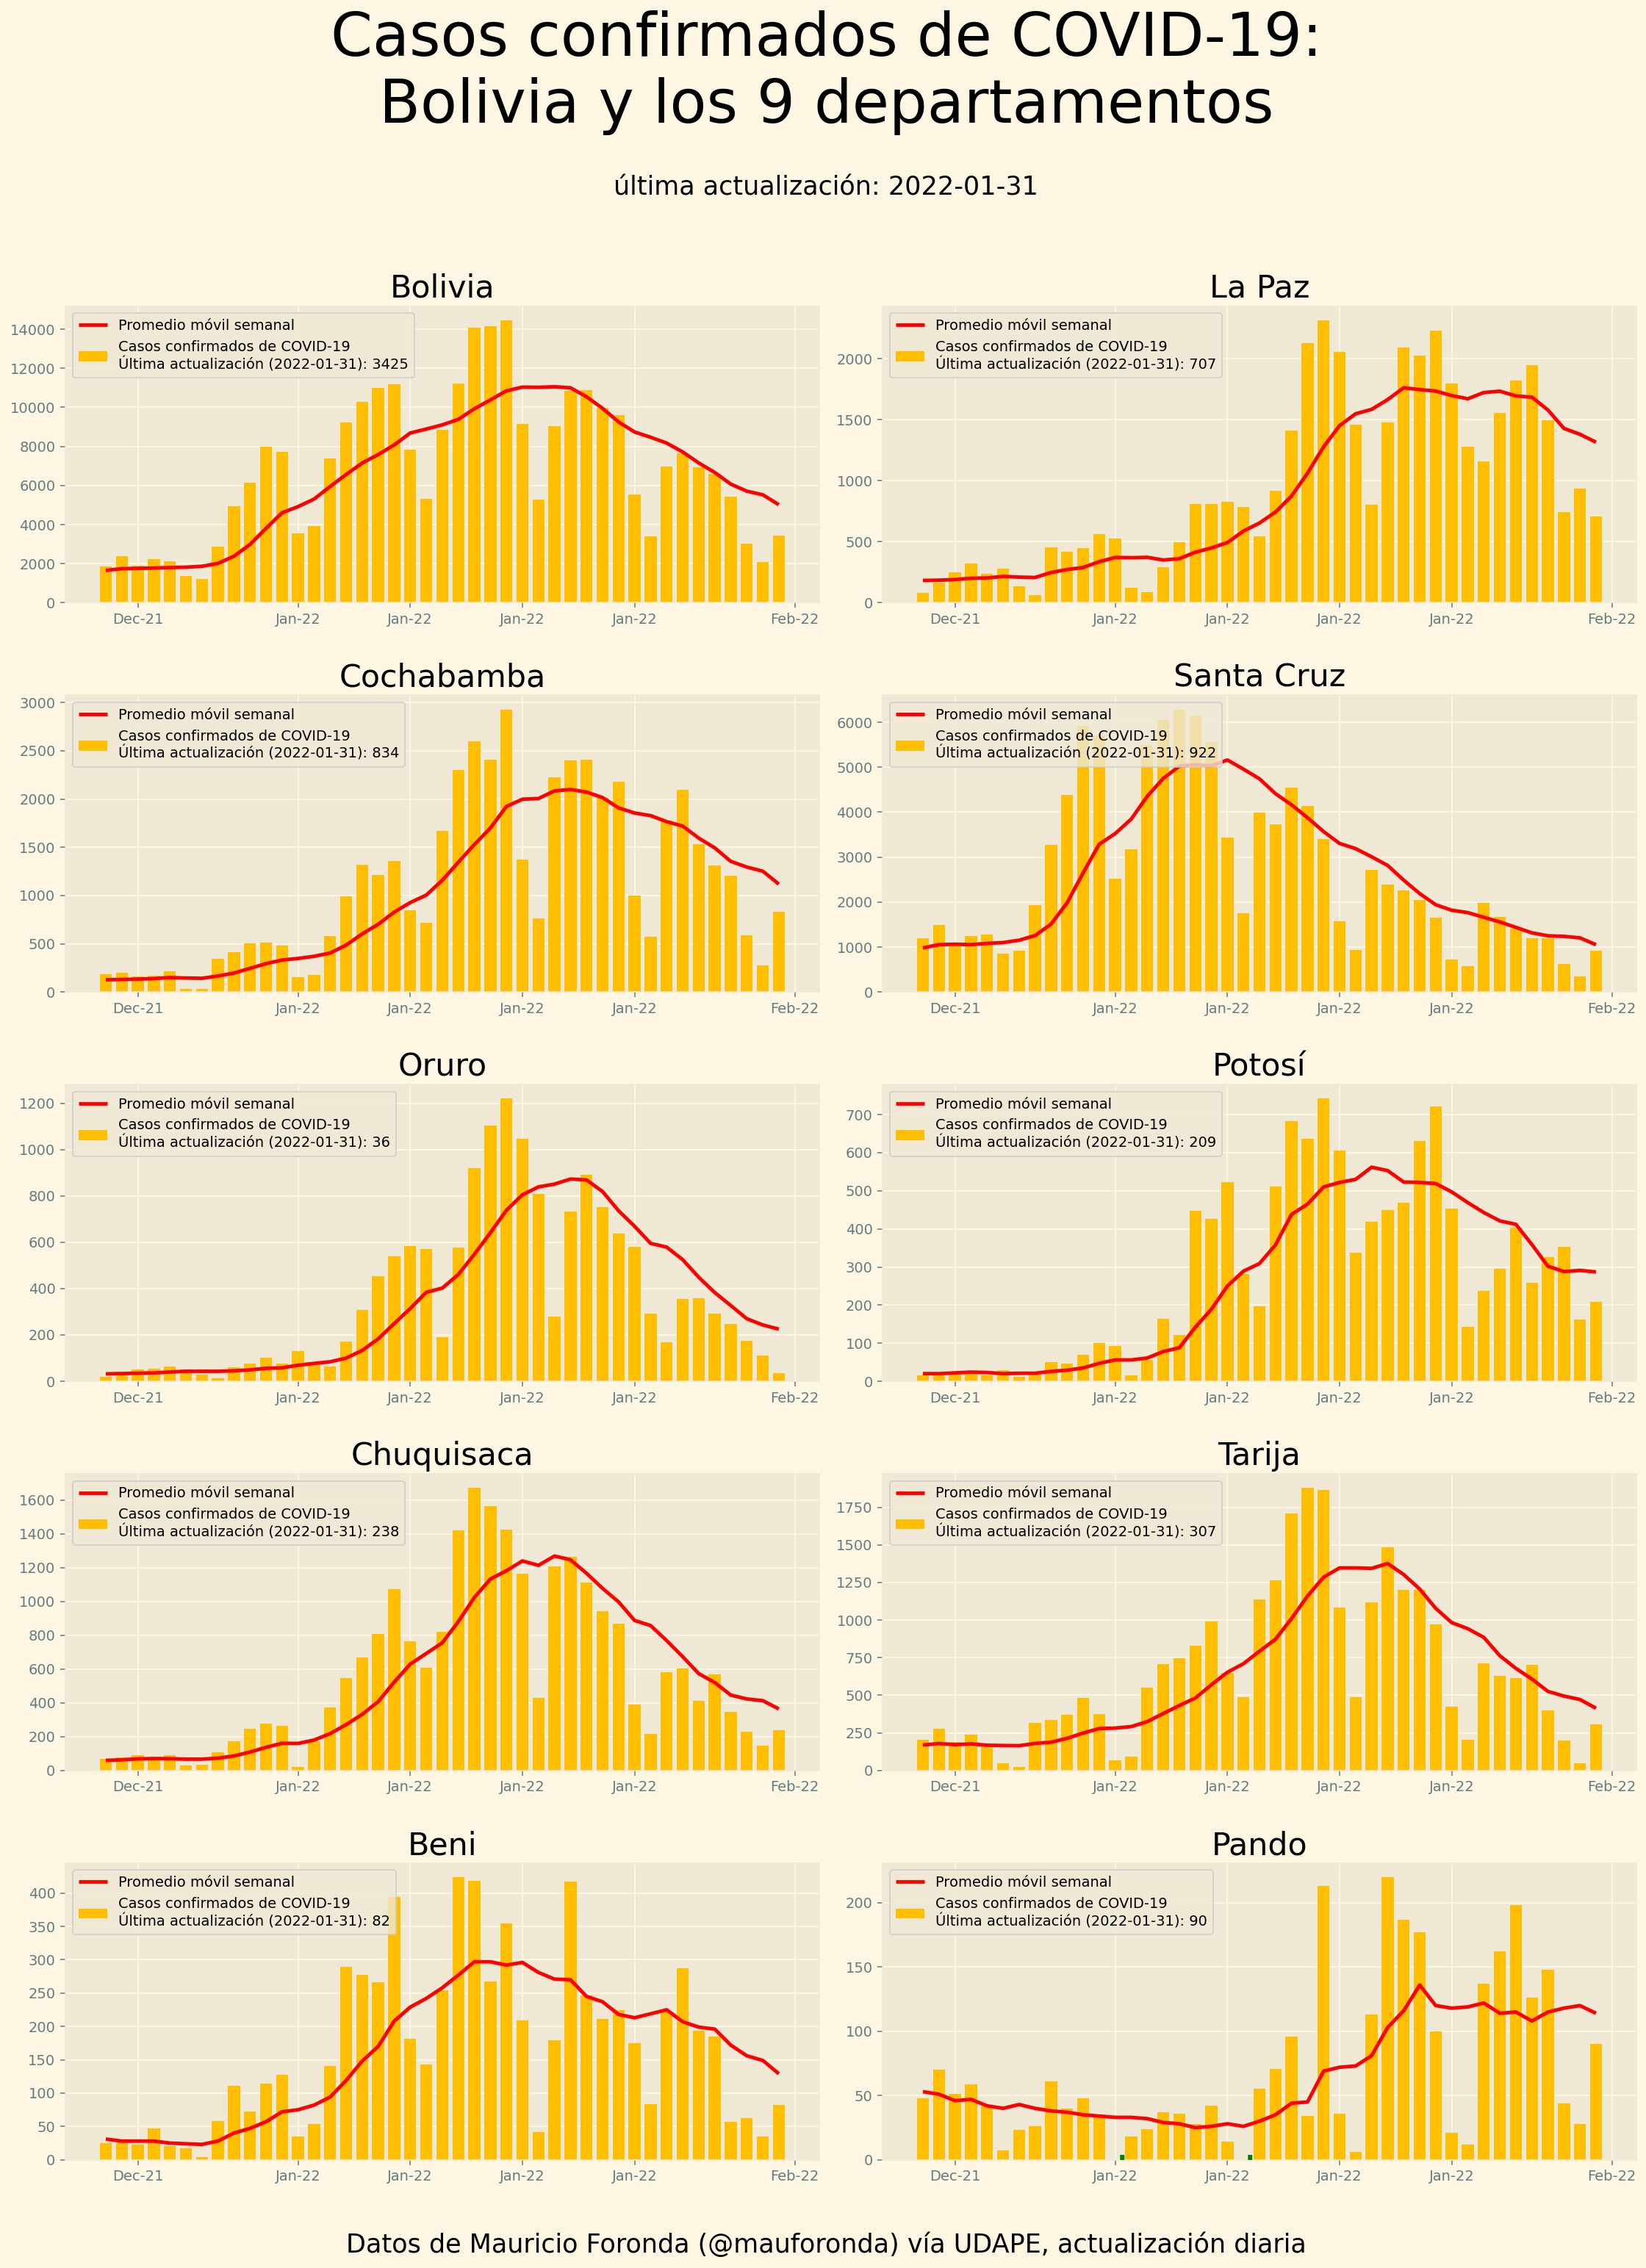 Casos confirmados de COVID-19:
Bolivia y los 9 departamentos
última actualización: 2022-01-31
Bolivia
Promedio móvil semanal
Casos confirmados de COVID-19
Última actualización (2022-01-31): 3425
14000
12000
10000
8000
6000
4000
2000
0
Dec-21 Jan-22 Jan-22 Jan-22 Jan-22 Feb-22
La Paz
Promedio móvil semanal
Casos confirmados de COVID-19
Última actualización (2022-01-31): 707
2000
1500
1000
500
0
Dec-21 Jan-22 Jan-22 Jan-22 Jan-22 Feb-22
Cochabamba
Promedio móvil semanal
Casos confirmados de COVID-19
Última actualización (2022-01-31): 834
3000
2500
2000
1500
1000
500
0
Dec-21 Jan-22 Jan-22 Jan-22 Jan-22 Feb-22
Santa Cruz
Promedio móvil semanal
Casos confirmados de COVID-19
Última actualización (2022-01-31): 922
6000
5000
4000
3000
2000
1000
0
Dec-21 Jan-22 Jan-22 Jan-22 Jan-22 Feb-22
Oruro
Promedio móvil semanal
Casos confirmados de COVID-19
Última actualización (2022-01-31): 36
1200
1000
800
600
400
200
0
Dec-21 Jan-22 Jan-22 Jan-22 Jan-22 Feb-22
Potosí
Promedio móvil semanal
Casos confirmados de COVID-19
Última actualización (2022-01-31): 209
700
600
500
400
300
200
100
0
Dec-21 Jan-22 Jan-22 Jan-22 Jan-22 Feb-22
Chuquisaca
Promedio móvil semanal
Casos confirmados de COVID-19
Última actualización (2022-01-31): 238
1600
1400
1200
1000
800
600
400
200
0
Dec-21 Jan-22 Jan-22 Jan-22 Jan-22 Feb-22
Tarija
Promedio móvil semanal
Casos confirmados de COVID-19
Última actualización (2022-01-31): 307
1750
1500
1250
1000
750
500
250
0
Dec-21 Jan-22 Jan-22 Jan-22 Jan-22 Feb-22
Beni
Promedio móvil semanal
Casos confirmados de COVID-19
Última actualización (2022-01-31): 82
400
350
300
250
200
150
100
50
0
Dec-21 Jan-22 Jan-22 Jan-22 Jan-22 Feb-22
Pando
Promedio móvil semanal
Casos confirmados de COVID-19
Última actualización (2022-01-31): 90
200
150
100
50
0
Dec-21 Jan-22 Jan-22 Jan-22 Jan-22 Feb-22
Datos de Mauricio Foronda (@mauforonda) vía UDAPE, actualización diaria